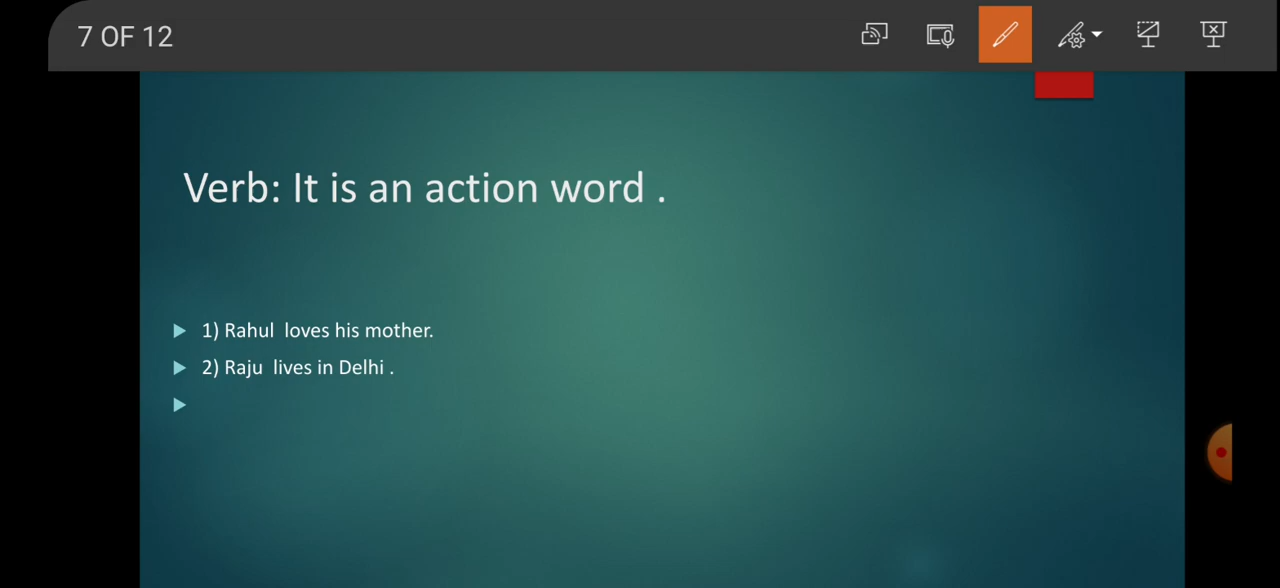 7 OF 12
Verb: It is an action word .
1) Rahul  loves his mother.
2) Raju  lives in Delhi .